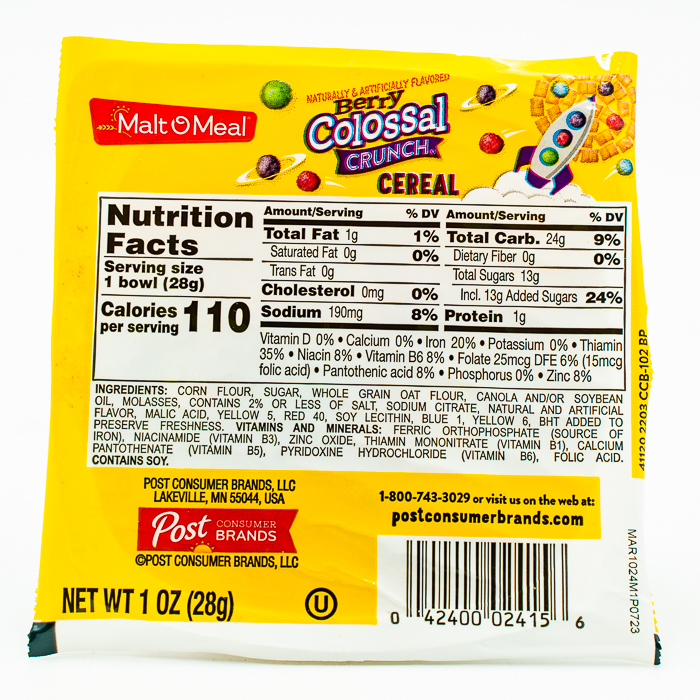 NATURALLY & ARTIFICIALLY FLAVORED
Malt O Meal
Berry
Colossal
CRUNCH
CEREAL
Nutrition
Facts
Serving size
1 bowl (28g)
Calories 110
per serving
Amount/Serving % DV
Total Fat 1g 1%
Saturated Fat 0g 0%
Trans Fat 0g
Cholesterol 0mg 0%
Sodium 190mg 8%
Amount/Serving % DV
Total Carb. 24g 9%
Dietary Fiber 0g 0%
Total Sugars 13g
Incl. 13g Added Sugars 24%
Protein 1g
Vitamin D 0% • Calcium 0% • Iron 20% • Potassium 0% • Thiamin
35% • Niacin 8% • Vitamin B6 8% • Folate 25mcg DFE 6% (15mcg
folic acid) • Pantothenic acid 8% • Phosphorus 0% • Zinc 8%
INGREDIENTS: CORN FLOUR, SUGAR, WHOLE GRAIN OAT FLOUR, CANOLA AND/OR SOYBEAN
OIL, MOLASSES, CONTAINS 2% OR LESS OF SALT, SODIUM CITRATE, NATURAL AND ARTIFICIAL
FLAVOR, MALIC ACID, YELLOW 5, RED 40, SOY LECITHIN, BLUE 1, YELLOW 6, BHT ADDED TO
PRESERVE FRESHNESS. VITAMINS AND MINERALS: FERRIC ORTHOPHOSPHATE (SOURCE OF
IRON), NIACINAMIDE (VITAMIN B3), ZINC OXIDE, THIAMIN MONONITRATE (VITAMIN B1), CALCIUM
PANTOTHENATE (VITAMIN B5), PYRIDOXINE HYDROCHLORIDE (VITAMIN B6), FOLIC ACID.
CONTAINS SOY.
41120 2203 CCB-102 BP
POST CONSUMER BRANDS, LLC
LAKEVILLE, MN 55044, USA
Post CONSUMER
BRANDS
©POST CONSUMER BRANDS, LLC
1-800-743-3029 or visit us on the web at:
postconsumerbrands.com
NET WT 1 OZ (28g)
U
0 42400 02415 6
MAR1024M1P0723